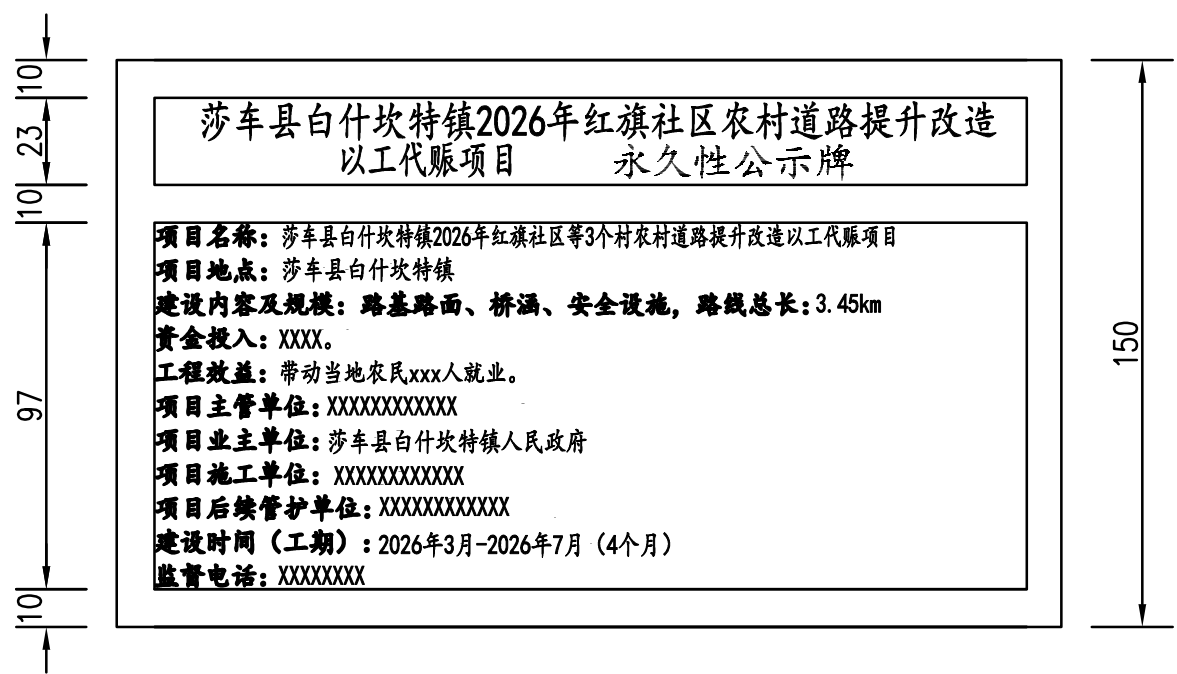 莎车县白什坎特镇2026年红旗社区农村道路提升改造
以工代赈项目 永久性公示牌
项目名称：莎车县白什坎特镇2026年红旗社区等3个村农村道路提升改造以工代赈项目
项目地点：莎车县白什坎特镇
建设内容及规模：路基路面、桥涵、安全设施，路线总长：3.45km
资金投入：XXXX。
工程效益：带动当地农民xxx人就业。
项目主管单位：XXXXXXXXXXXX
项目业主单位：莎车县白什坎特镇人民政府
项目施工单位：XXXXXXXXXXXX
项目后续管护单位：XXXXXXXXXXXX
建设时间（工期）：2026年3月-2026年7月（4个月）
监督电话：XXXXXXXX
10
23
10
97
10
150